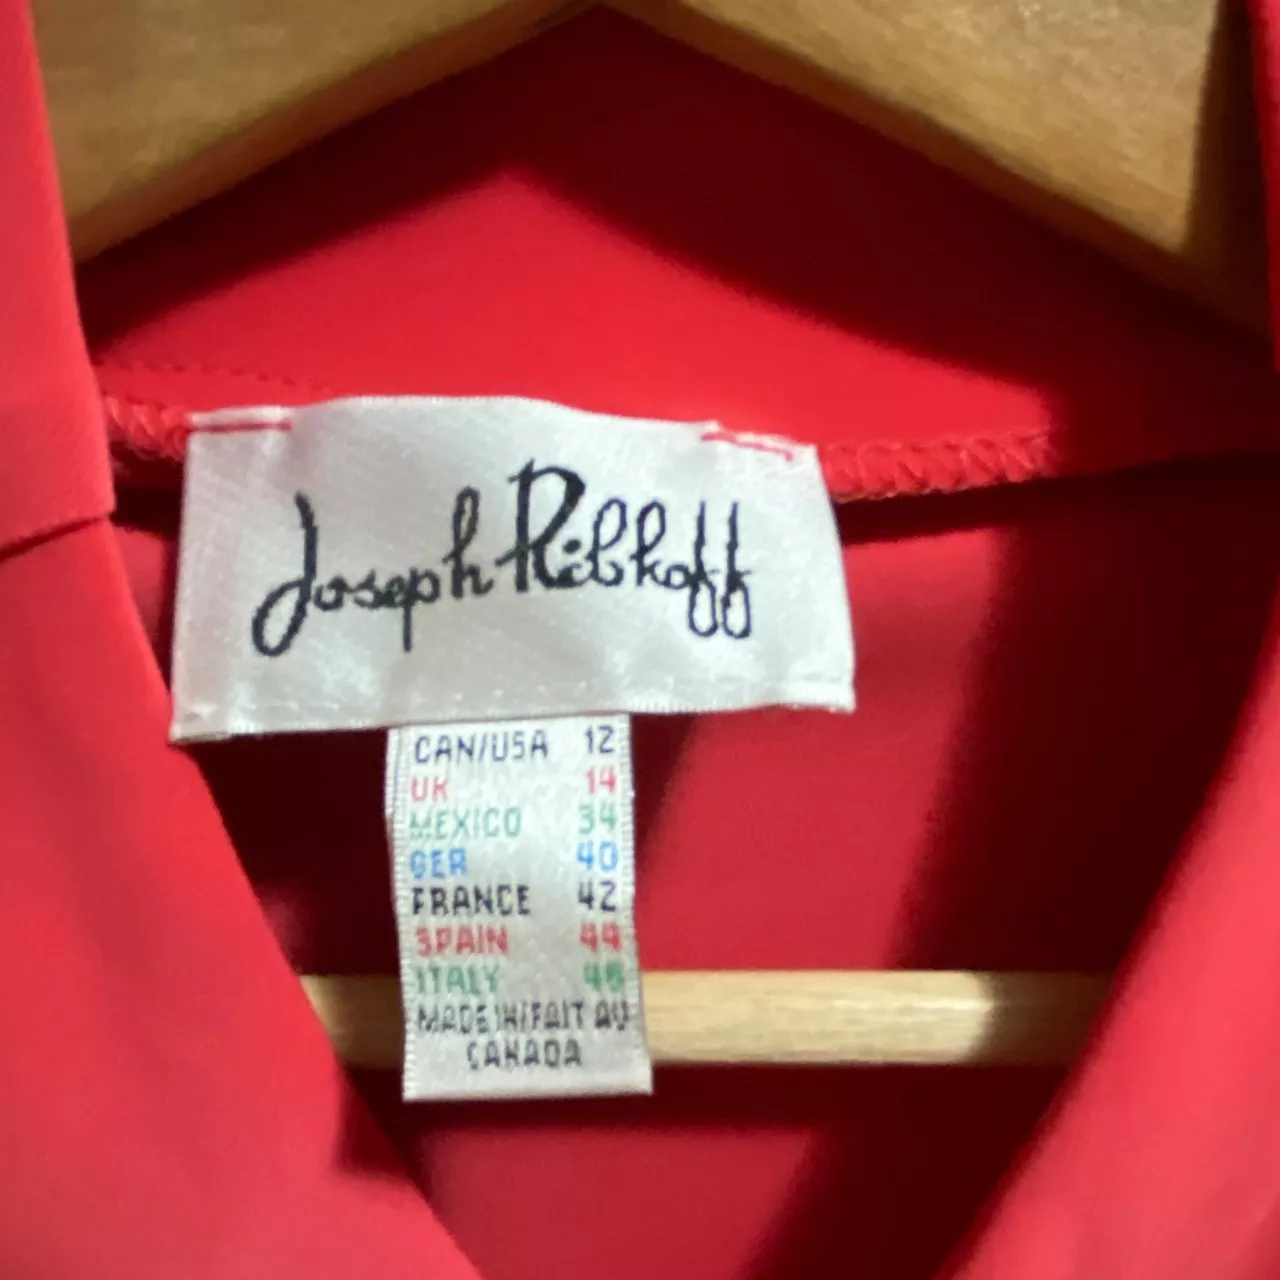 Joseph Ribkoff
CAN/USA 12
UK 14
MEXICO 34
GER 40
FRANCE 42
SPAIN 44
ITALY 46
MADE IN/FAIT AU
CANADA